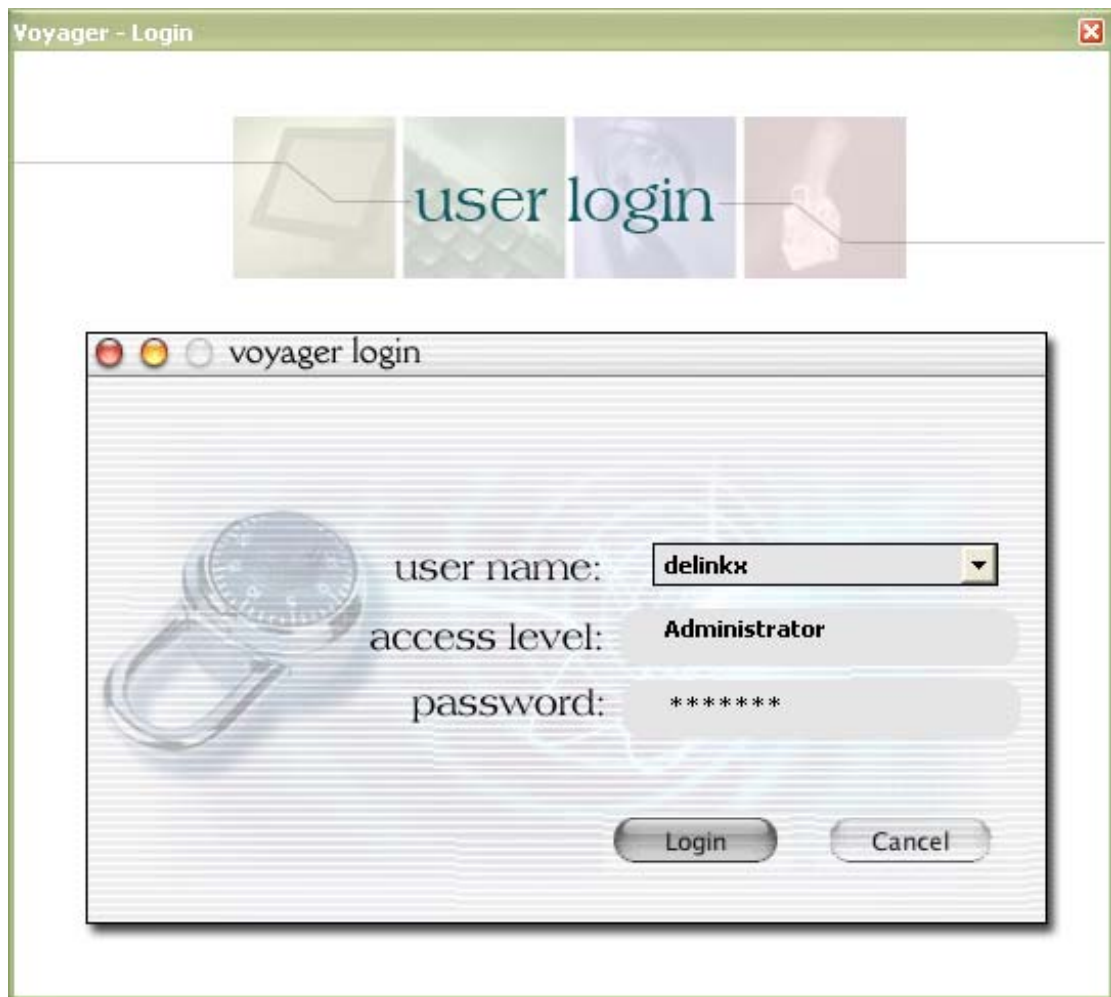 Voyager - Login
user login
voyager login
user name: delinkx
access level: Administrator
password: *******
Login Cancel